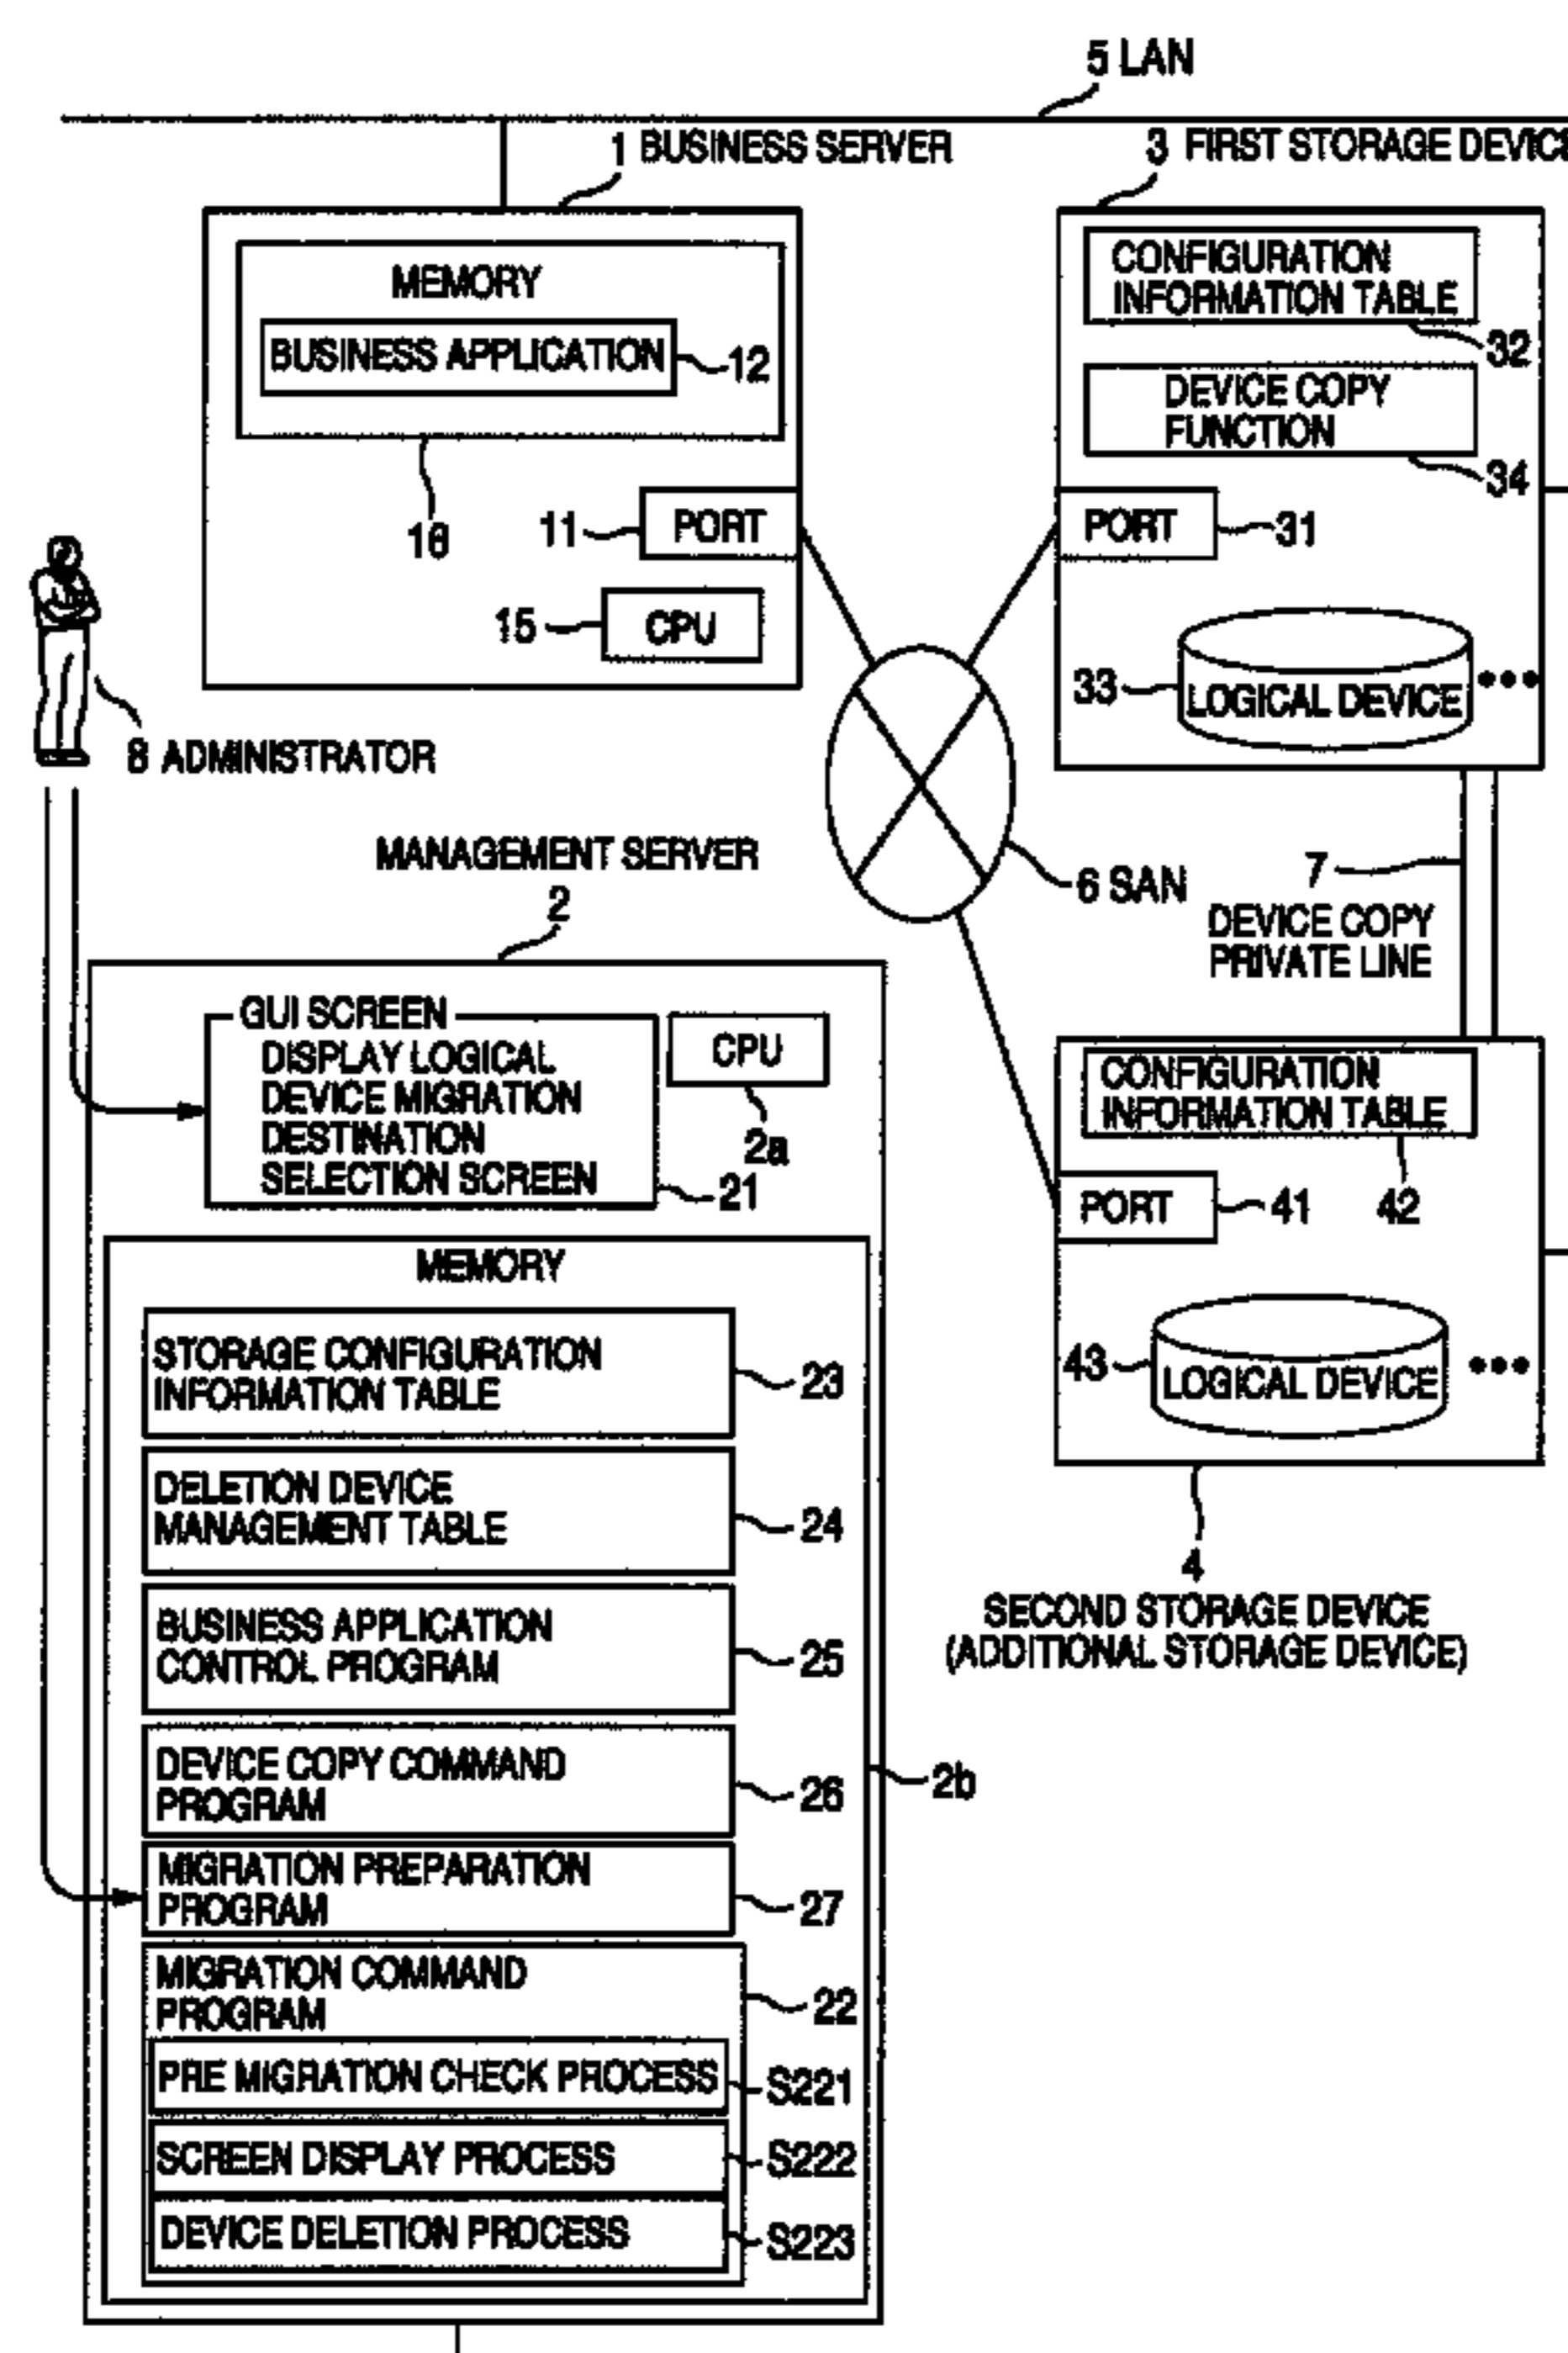 5 LAN
1 BUSINESS SERVER
MEMORY
BUSINESS APPLICATION
12
16
11
PORT
15
CPU
3 FIRST STORAGE DEVICE
CONFIGURATION
INFORMATION TABLE
32
DEVICE COPY
FUNCTION
34
PORT
31
33
LOGICAL DEVICE
8 ADMINISTRATOR
6 SAN
7
DEVICE COPY
PRIVATE LINE
MANAGEMENT SERVER
2
GUI SCREEN
DISPLAY LOGICAL
DEVICE MIGRATION
DESTINATION
SELECTION SCREEN
21
CPU
2a
MEMORY
STORAGE CONFIGURATION
INFORMATION TABLE
23
DELETION DEVICE
MANAGEMENT TABLE
24
BUSINESS APPLICATION
CONTROL PROGRAM
25
DEVICE COPY COMMAND
PROGRAM
26
2b
MIGRATION PREPARATION
PROGRAM
27
MIGRATION COMMAND
PROGRAM
22
PRE MIGRATION CHECK PROCESS
S221
SCREEN DISPLAY PROCESS
S222
DEVICE DELETION PROCESS
S223
CONFIGURATION
INFORMATION TABLE
42
PORT
41
43
LOGICAL DEVICE
4
SECOND STORAGE DEVICE
(ADDITIONAL STORAGE DEVICE)